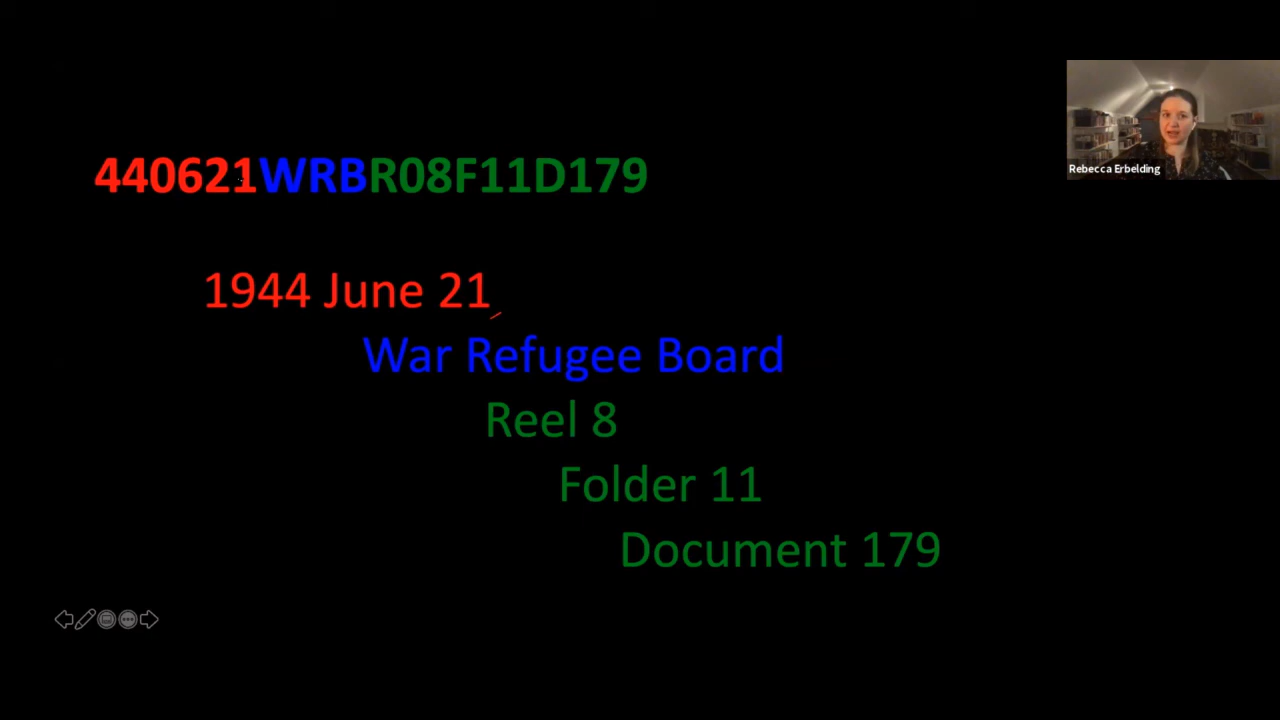 440621WRBR08F11D179
1944 June 21
War Refugee Board
Reel 8
Folder 11
Document 179
Rebecca Erbelding